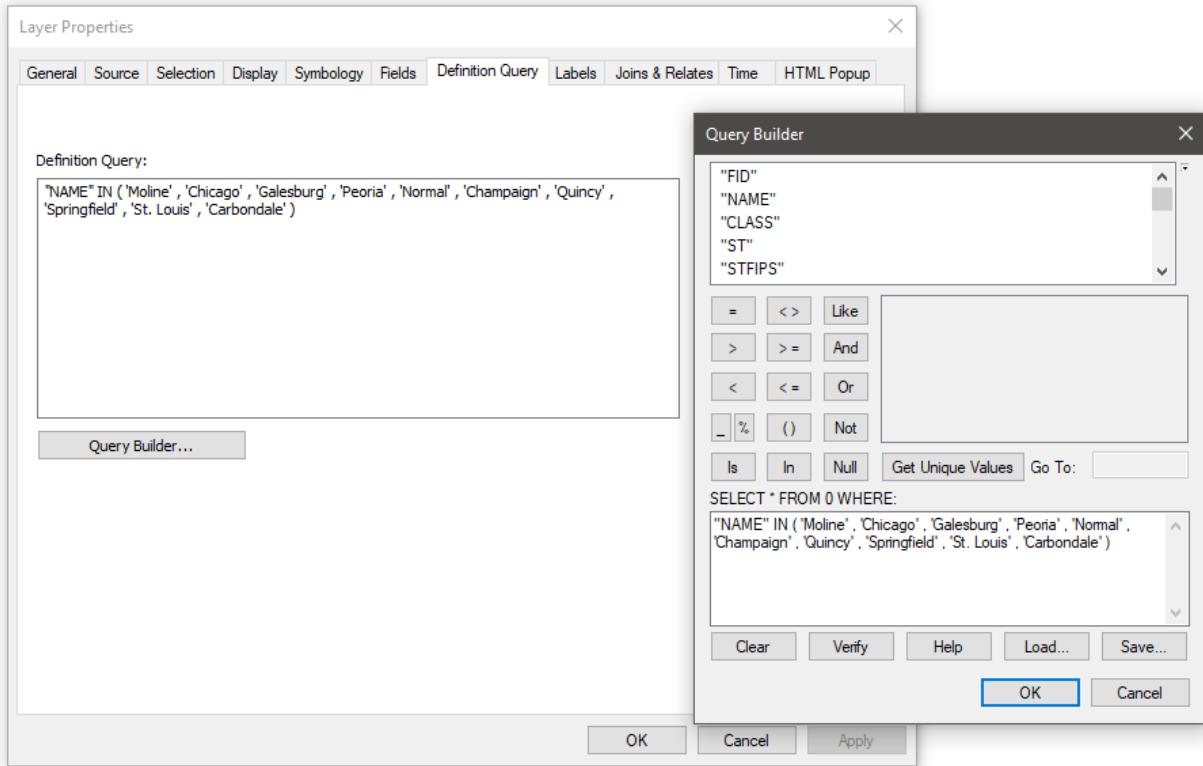 Layer Properties
General Source Selection Display Symbology Fields Definition Query Labels Joins & Relates Time HTML Popup
Definition Query:
"NAME" IN ( 'Moline' , 'Chicago' , 'Galesburg' , 'Peoria' , 'Normal' , 'Champaign' , 'Quincy' ,
'Springfield' , 'St. Louis' , 'Carbondale' )
Query Builder...
OK Cancel Apply
Query Builder
"FID"
"NAME"
"CLASS"
"ST"
"STFIPS"
= < > Like
> > = And
< < = Or
_ % ( ) Not
Is In Null Get Unique Values Go To:
SELECT * FROM 0 WHERE:
"NAME" IN ( 'Moline' , 'Chicago' , 'Galesburg' , 'Peoria' , 'Normal' ,
'Champaign' , 'Quincy' , 'Springfield' , 'St. Louis' , 'Carbondale' )
Clear Verify Help Load... Save...
OK Cancel